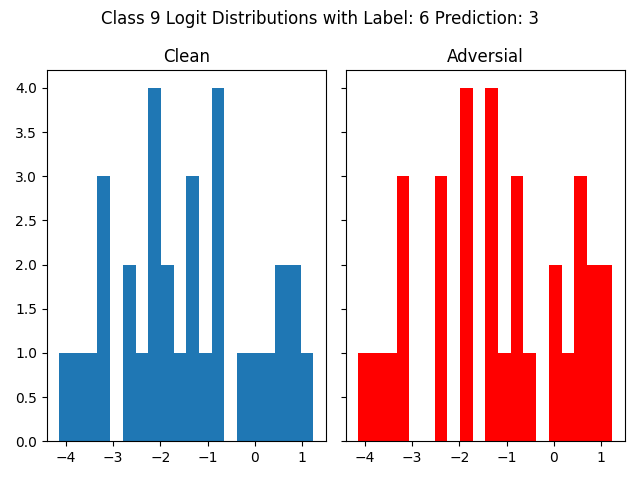 Class 9 Logit Distributions with Label: 6 Prediction: 3
Clean
Adversial
4.0
3.5
3.0
2.5
2.0
1.5
1.0
0.5
0.0
−4 −3 −2 −1 0 1
−4 −3 −2 −1 0 1